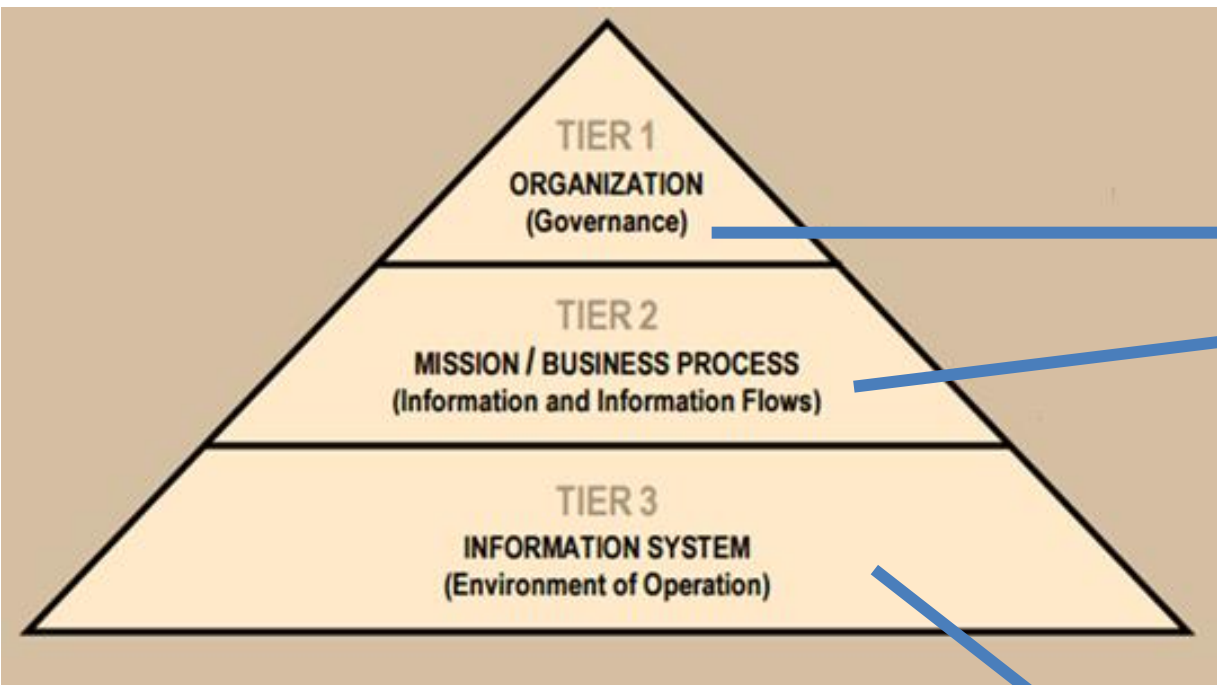 TIER 1
ORGANIZATION
(Governance)
TIER 2
MISSION / BUSINESS PROCESS
(Information and Information Flows)
TIER 3
INFORMATION SYSTEM
(Environment of Operation)